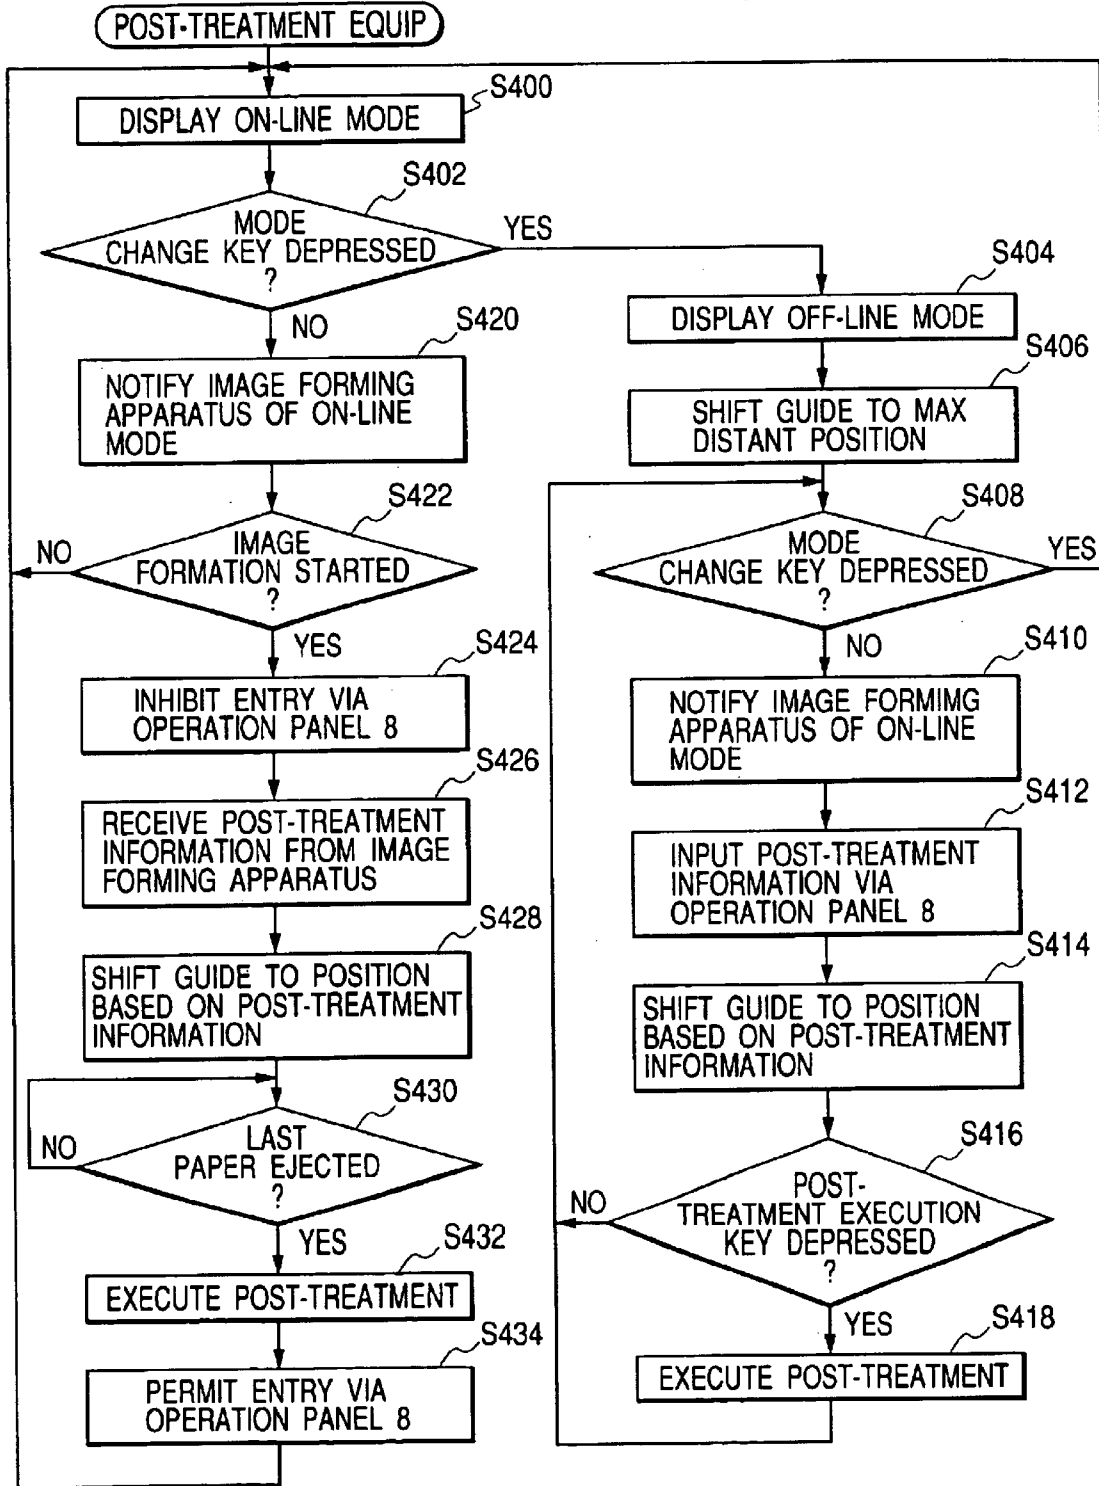 POST-TREATMENT EQUIP
S400
DISPLAY ON-LINE MODE
S402
MODE
CHANGE KEY DEPRESSED
?
YES
NO
S420
NOTIFY IMAGE FORMING
APPARATUS OF ON-LINE
MODE
S422
IMAGE
FORMATION STARTED
?
NO
YES
S424
INHIBIT ENTRY VIA
OPERATION PANEL 8
S426
RECEIVE POST-TREATMENT
INFORMATION FROM IMAGE
FORMING APPARATUS
S428
SHIFT GUIDE TO POSITION
BASED ON POST-TREATMENT
INFORMATION
S430
LAST
PAPER EJECTED
?
NO
YES
S432
EXECUTE POST-TREATMENT
S434
PERMIT ENTRY VIA
OPERATION PANEL 8
S404
DISPLAY OFF-LINE MODE
S406
SHIFT GUIDE TO MAX
DISTANT POSITION
S408
MODE
CHANGE KEY DEPRESSED
?
YES
NO
S410
NOTIFY IMAGE FORMIMG
APPARATUS OF ON-LINE
MODE
S412
INPUT POST-TREATMENT
INFORMATION VIA
OPERATION PANEL 8
S414
SHIFT GUIDE TO POSITION
BASED ON POST-TREATMENT
INFORMATION
S416
POST-
TREATMENT EXECUTION
KEY DEPRESSED
?
NO
YES
S418
EXECUTE POST-TREATMENT